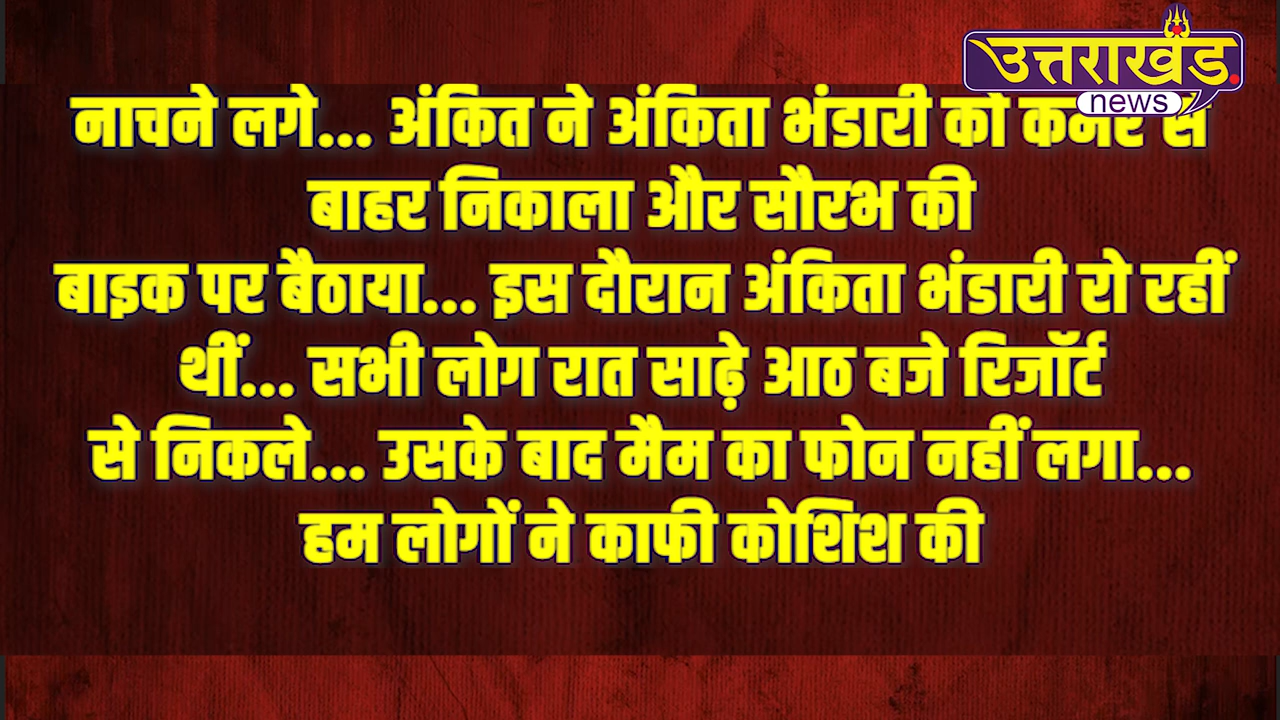 उत्तराखंड
news
नाचने लगे... अंकित ने अंकिता भंडारी को कमरे से
बाहर निकाला और सौरभ की
बाइक पर बैठाया... इस दौरान अंकिता भंडारी रो रहीं
थीं... सभी लोग रात साढ़े आठ बजे रिजॉर्ट
से निकले... उसके बाद मैम का फोन नहीं लगा...
हम लोगों ने काफी कोशिश की